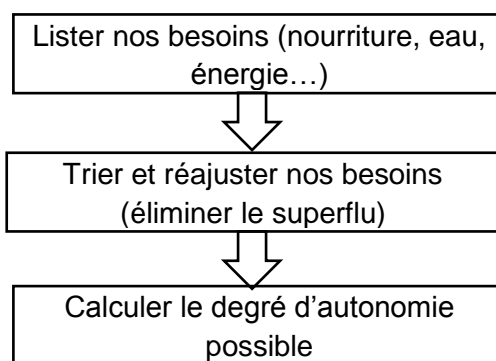 Lister nos besoins (nourriture, eau,
énergie…)
Trier et réajuster nos besoins
(éliminer le superflu)
Calculer le degré d’autonomie
possible